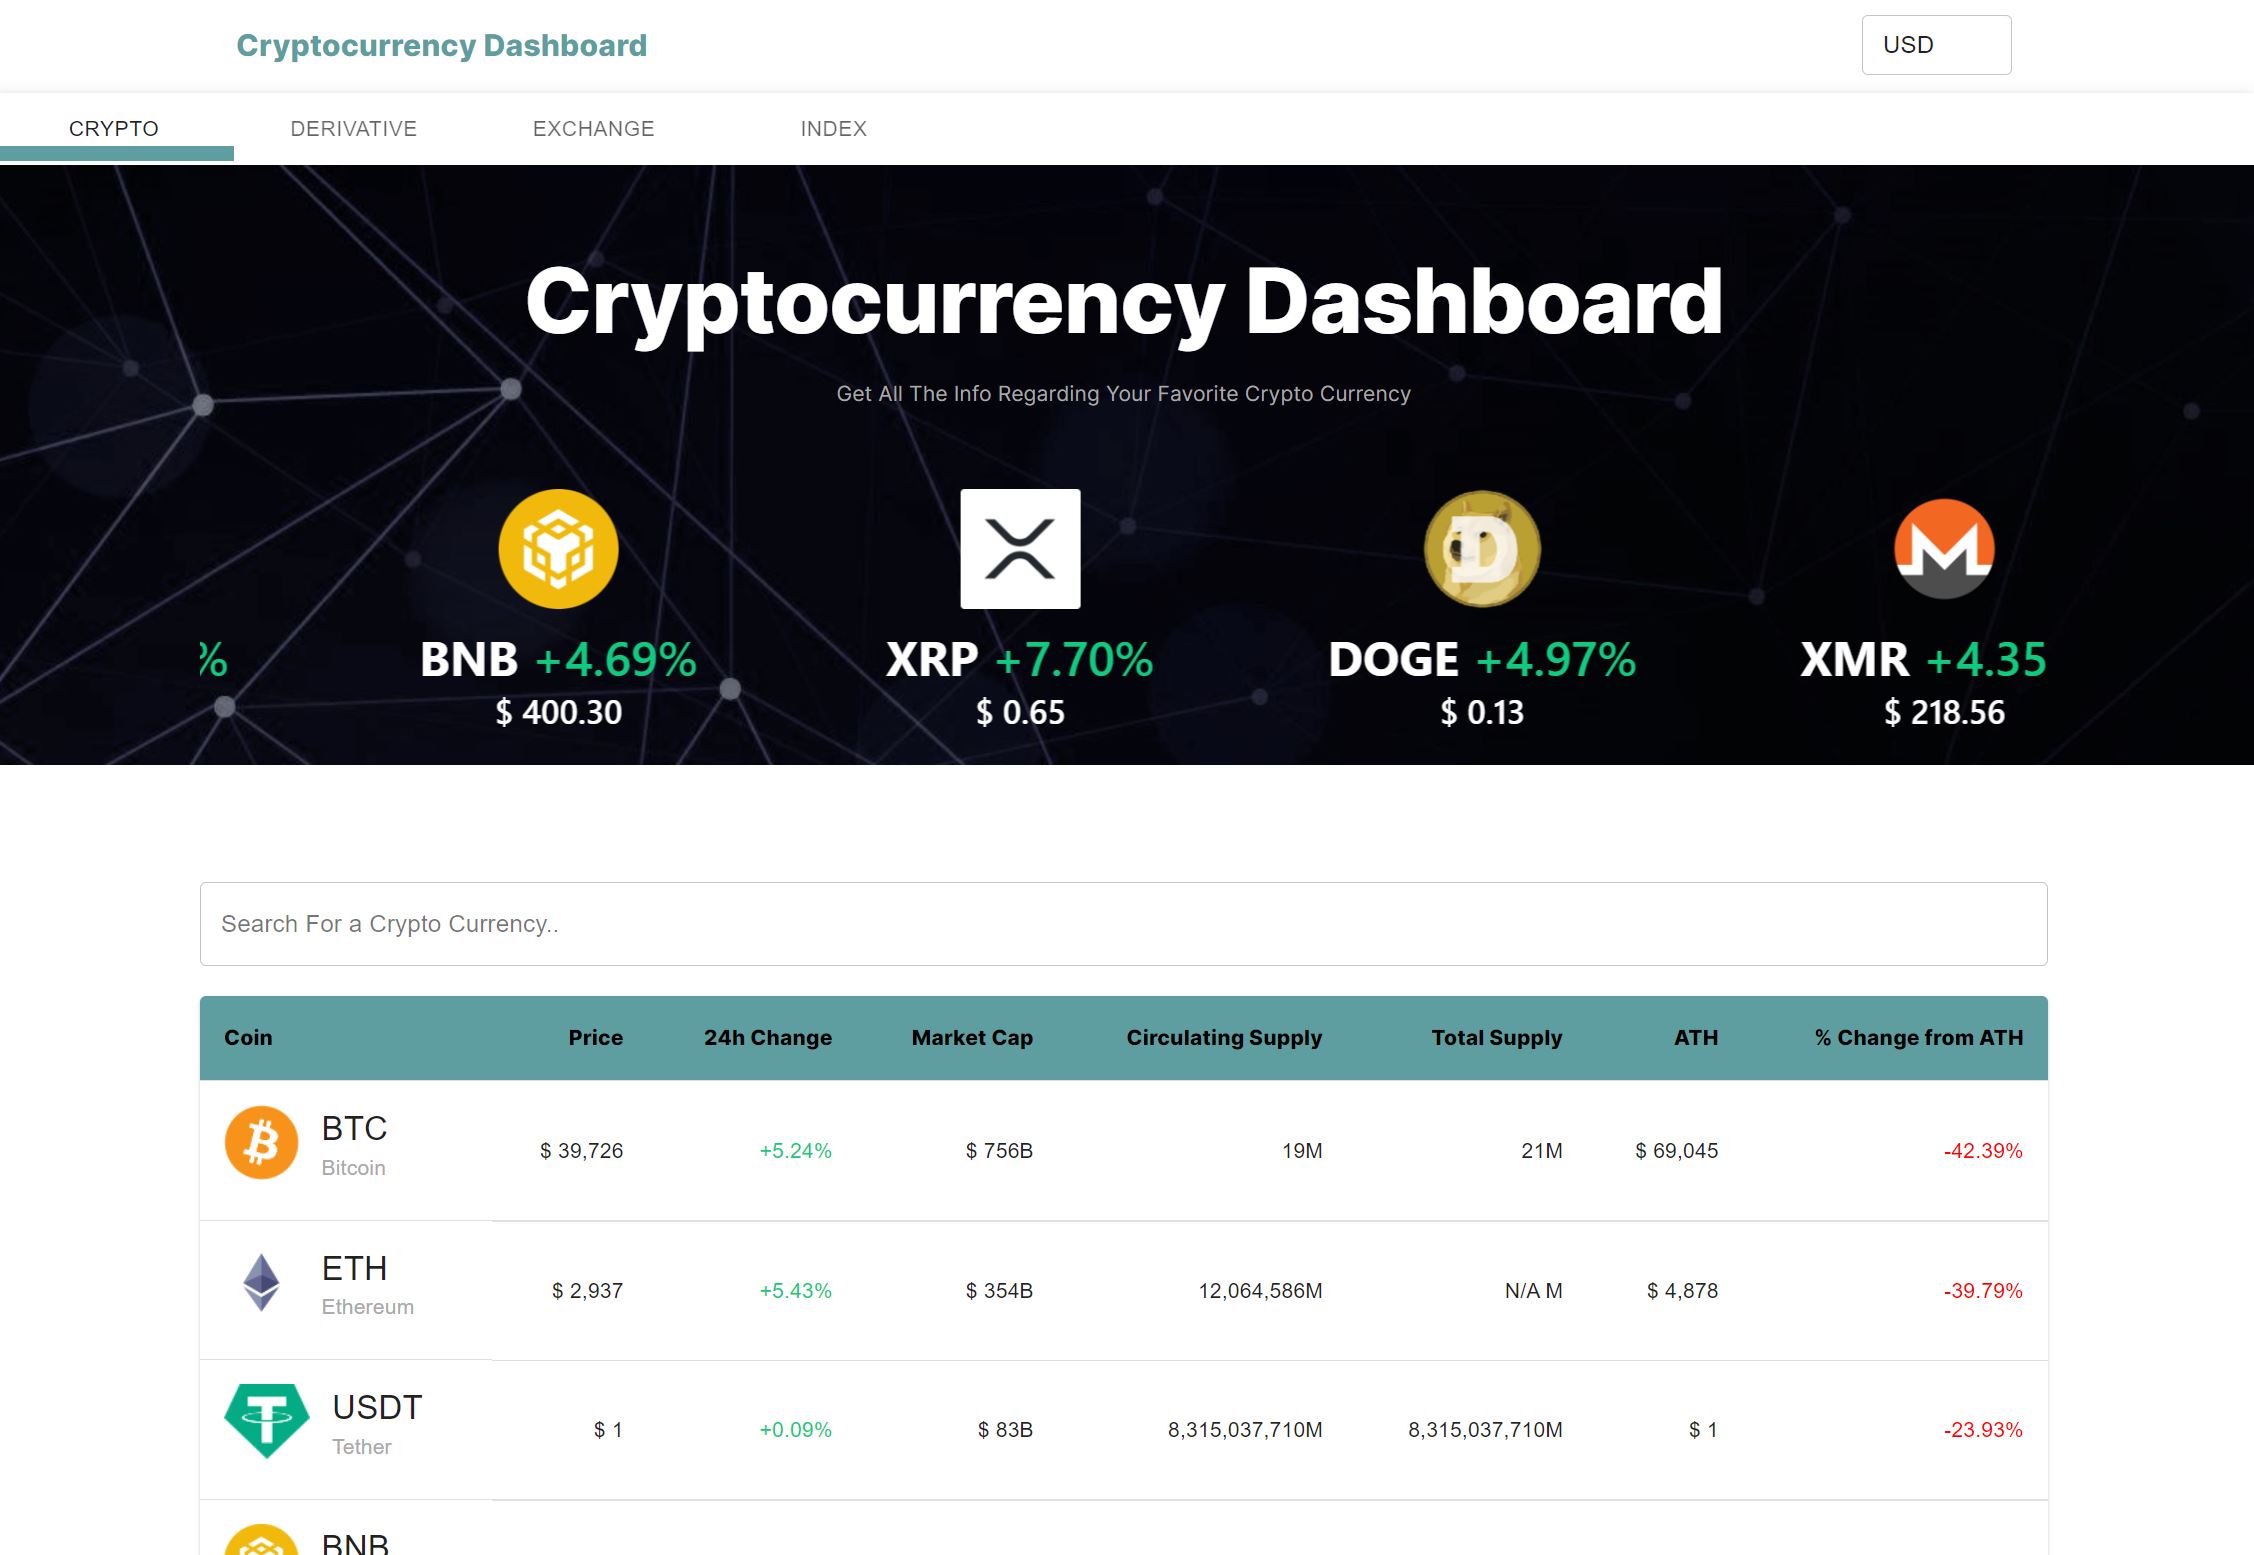 Cryptocurrency Dashboard
USD
CRYPTO DERIVATIVE EXCHANGE INDEX
Cryptocurrency Dashboard
Get All The Info Regarding Your Favorite Crypto Currency
% BNB +4.69% XRP +7.70% DOGE +4.97% XMR +4.35
$ 400.30 $ 0.65 $ 0.13 $ 218.56
Search For a Crypto Currency..
Coin Price 24h Change Market Cap Circulating Supply Total Supply ATH % Change from ATH
BTC
Bitcoin
$ 39,726 +5.24% $ 756B 19M 21M $ 69,045 -42.39%
ETH
Ethereum
$ 2,937 +5.43% $ 354B 12,064,586M N/A M $ 4,878 -39.79%
USDT
Tether
$ 1 +0.09% $ 83B 8,315,037,710M 8,315,037,710M $ 1 -23.93%
BNB